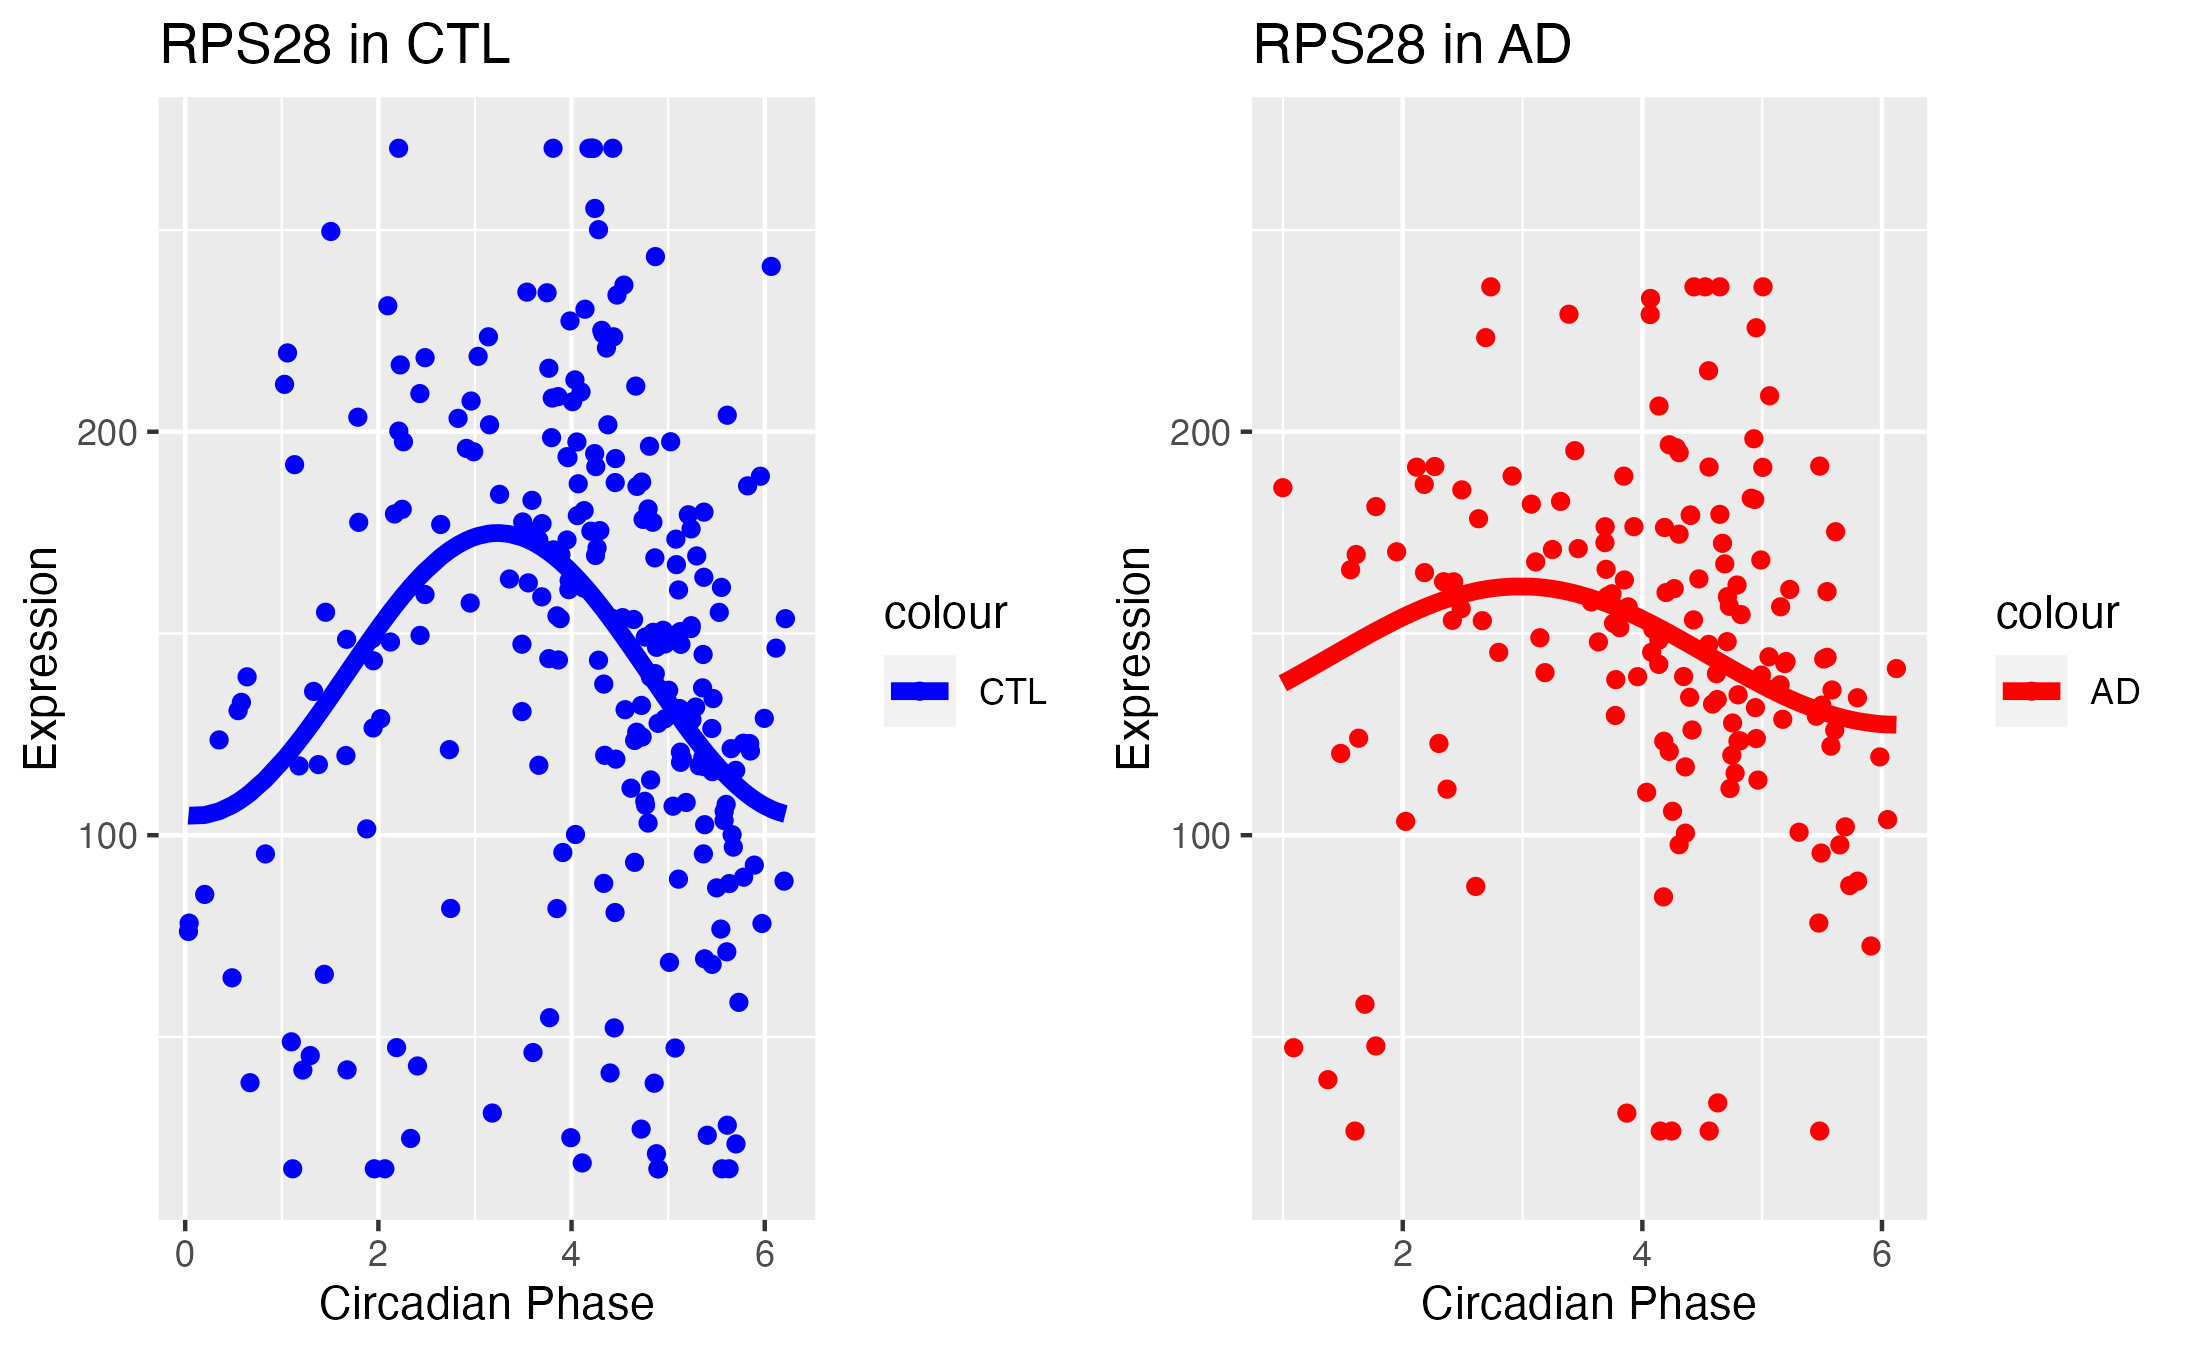 RPS28 in CTL
Expression
200
100
0 2 4 6
Circadian Phase
colour
CTL
RPS28 in AD
Expression
200
100
2 4 6
Circadian Phase
colour
AD